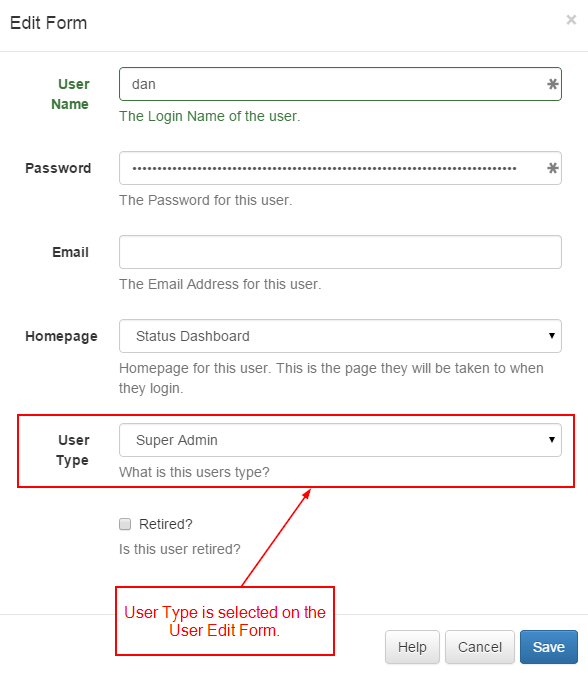 Edit Form
×
User
Name
dan
The Login Name of the user.
Password
The Password for this user.
Email
The Email Address for this user.
Homepage
Status Dashboard
Homepage for this user. This is the page they will be taken to when
they login.
User
Type
Super Admin
What is this users type?
Retired?
Is this user retired?
User Type is selected on the
User Edit Form.
Help
Cancel
Save